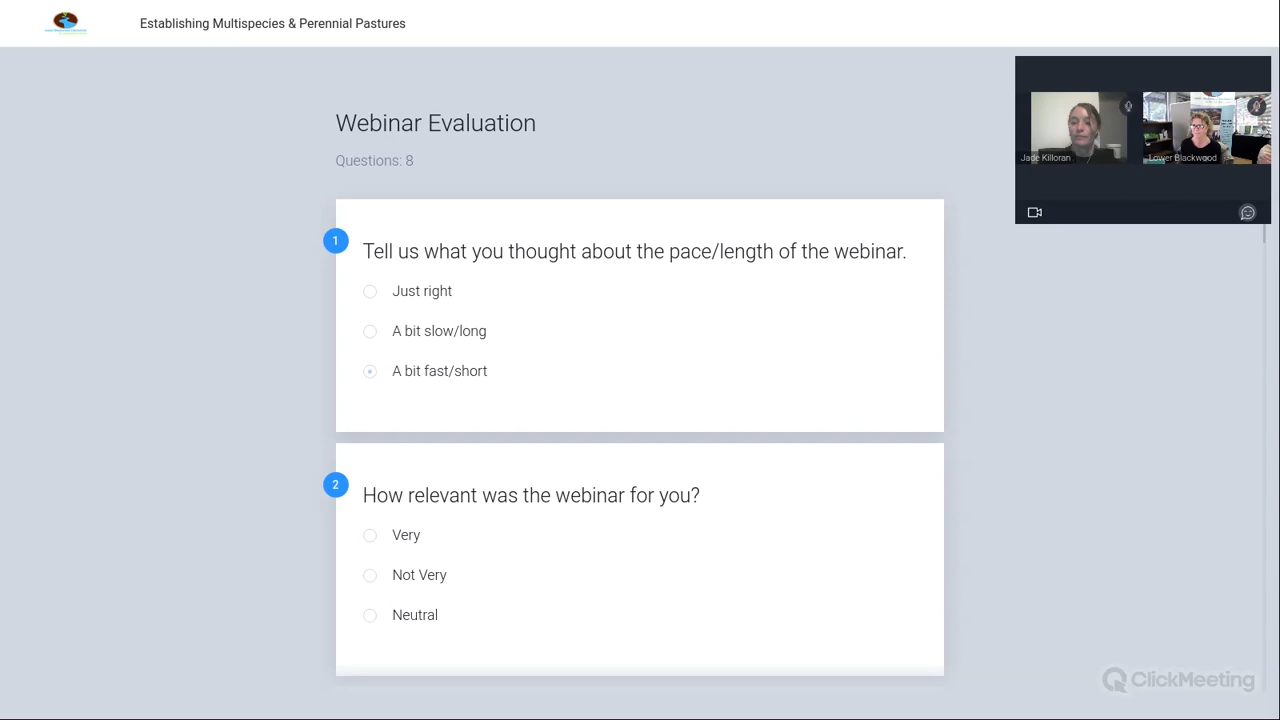 Establishing Multispecies & Perennial Pastures
Webinar Evaluation
Questions: 8
1
Tell us what you thought about the pace/length of the webinar.
Just right
A bit slow/long
A bit fast/short
2
How relevant was the webinar for you?
Very
Not Very
Neutral
Jade Killoran
Lower Blackwood
ClickMeeting